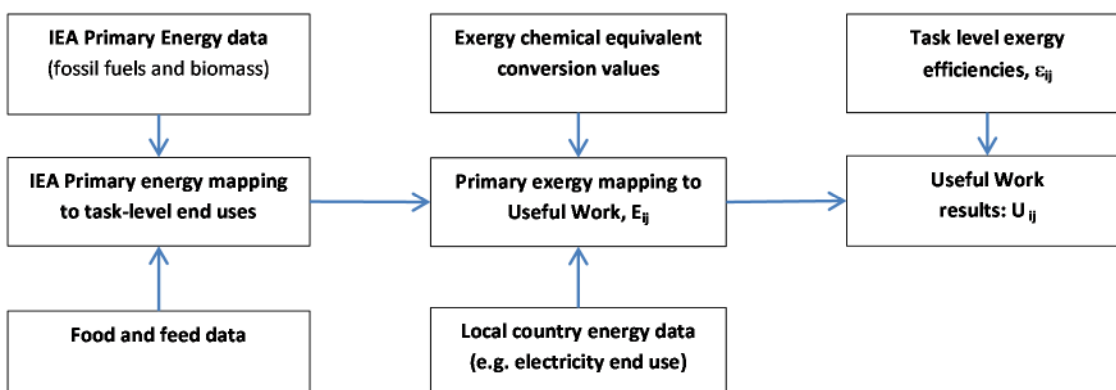 IEA Primary Energy data
(fossil fuels and biomass)
Exergy chemical equivalent
conversion values
Task level exergy
efficiencies, εij
IEA Primary energy mapping
to task-level end uses
Primary exergy mapping to
Useful Work, Eij
Useful Work
results: U ij
Food and feed data
Local country energy data
(e.g. electricity end use)